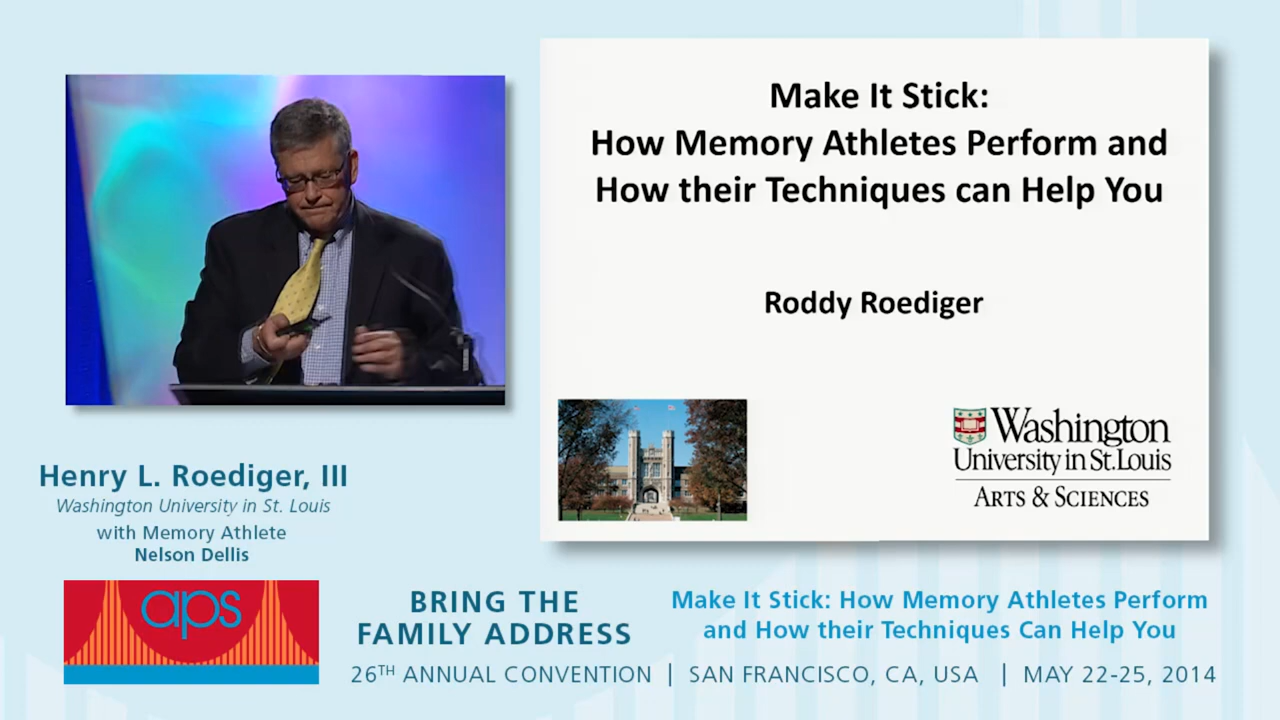 Make It Stick:
How Memory Athletes Perform and
How their Techniques can Help You
Roddy Roediger
Washington
University in St. Louis
ARTS & SCIENCES
Henry L. Roediger, III
Washington University in St. Louis
with Memory Athlete
Nelson Dellis
aps
BRING THE
FAMILY ADDRESS
Make It Stick: How Memory Athletes Perform
and How their Techniques Can Help You
26TH ANNUAL CONVENTION | SAN FRANCISCO, CA, USA | MAY 22-25, 2014